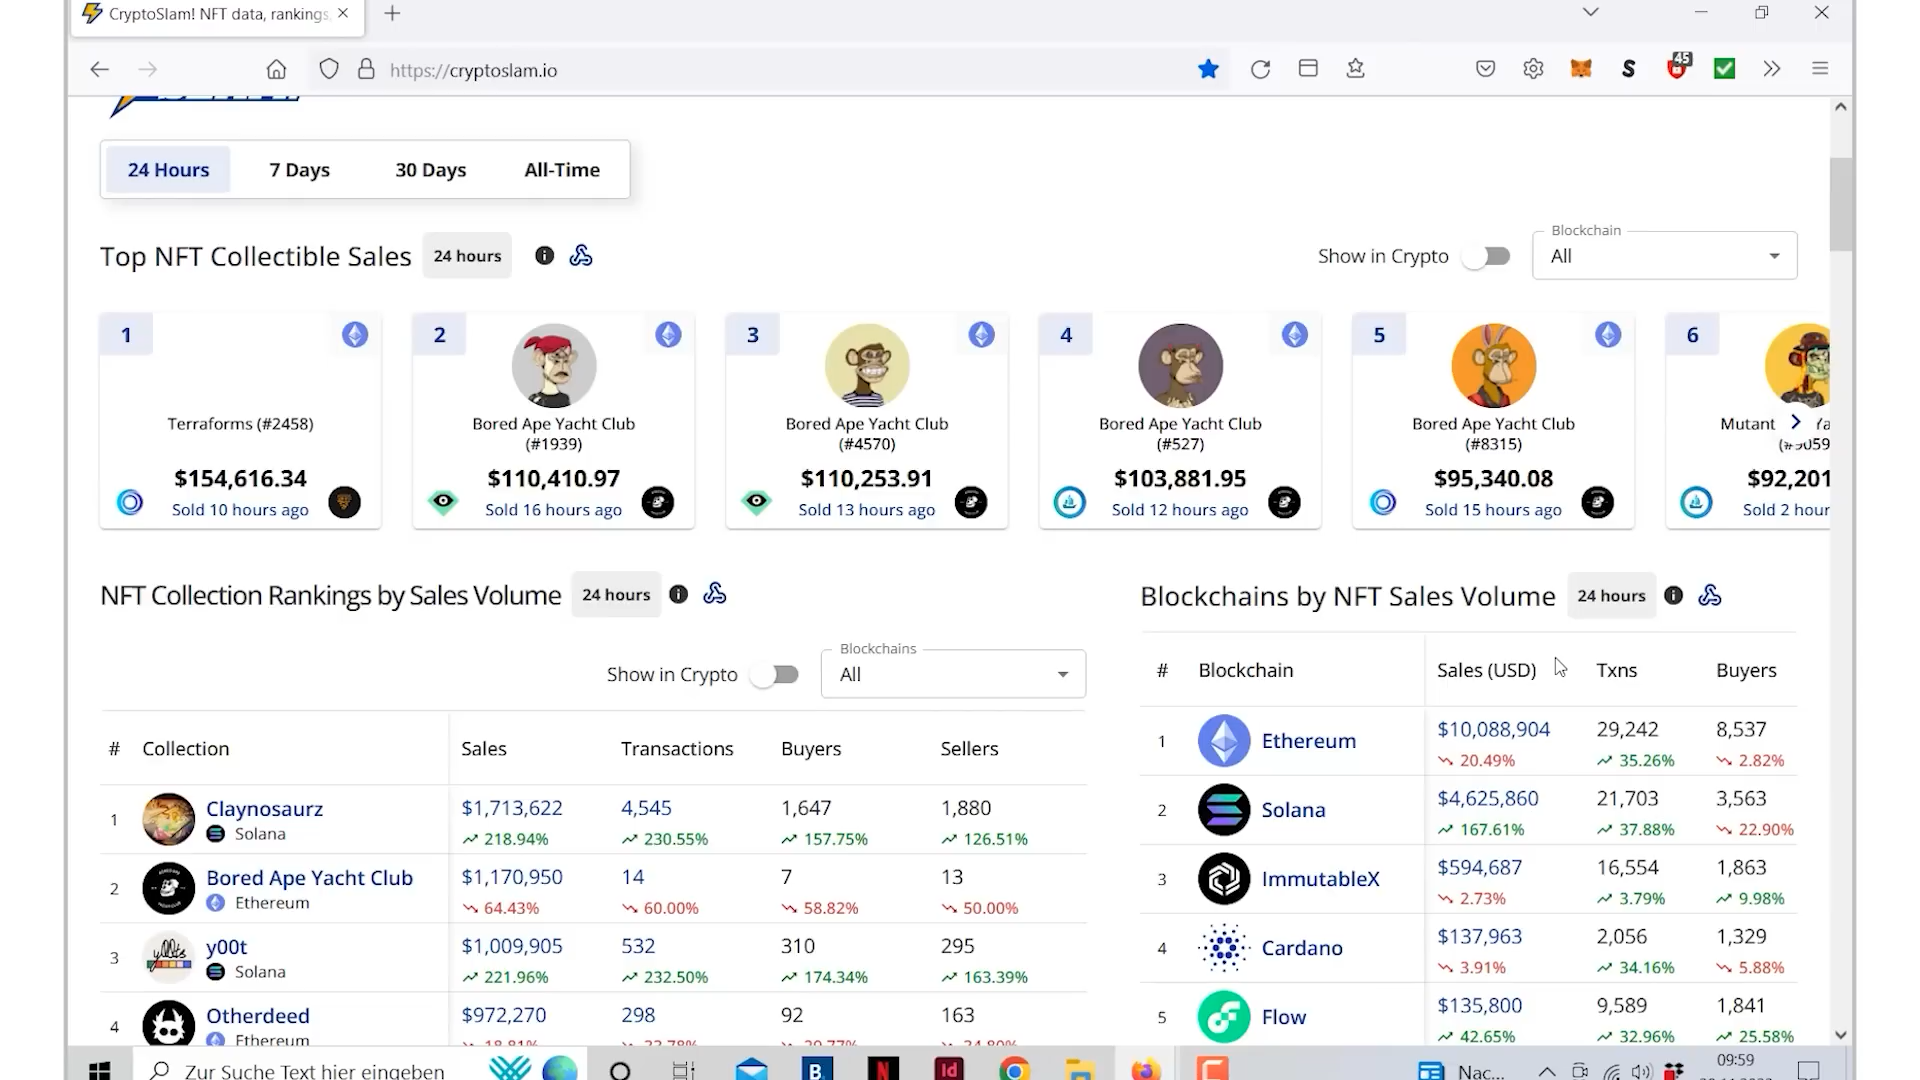 CryptoSlam! NFT data, rankings,
https://cryptoslam.io
45
24 Hours 7 Days 30 Days All-Time
Top NFT Collectible Sales 24 hours
Show in Crypto
Blockchain
All
1
Terraforms (#2458)
$154,616.34
Sold 10 hours ago
2
Bored Ape Yacht Club
(#1939)
$110,410.97
Sold 16 hours ago
3
Bored Ape Yacht Club
(#4570)
$110,253.91
Sold 13 hours ago
4
Bored Ape Yacht Club
(#527)
$103,881.95
Sold 12 hours ago
5
Bored Ape Yacht Club
(#8315)
$95,340.08
Sold 15 hours ago
6
Mutant
$92,201
Sold 2 hour
NFT Collection Rankings by Sales Volume 24 hours
Show in Crypto
Blockchains
All
# Collection Sales Transactions Buyers Sellers
1 Claynosaurz $1,713,622 4,545 1,647 1,880
Solana 218.94% 230.55% 157.75% 126.51%
2 Bored Ape Yacht Club $1,170,950 14 7 13
Ethereum 64.43% 60.00% 58.82% 50.00%
3 y00t $1,009,905 532 310 295
Solana 221.96% 232.50% 174.34% 163.39%
4 Otherdeed $972,270 298 92 163
Ethereum
Blockchains by NFT Sales Volume 24 hours
# Blockchain Sales (USD) Txns Buyers
1 Ethereum $10,088,904 29,242 8,537
20.49% 35.26% 2.82%
2 Solana $4,625,860 21,703 3,563
167.61% 37.88% 22.90%
3 ImmutableX $594,687 16,554 1,863
2.73% 3.79% 9.98%
4 Cardano $137,963 2,056 1,329
3.91% 34.16% 5.88%
5 Flow $135,800 9,589 1,841
42.65% 32.96% 25.58%
Zur Suche Text hier eingeben
B.
N
Id
Nac...
09:59